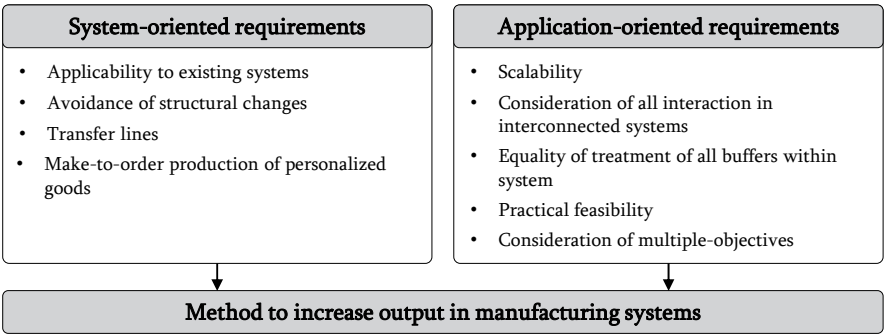 System-oriented requirements
• Applicability to existing systems
• Avoidance of structural changes
• Transfer lines
• Make-to-order production of personalized
goods
Application-oriented requirements
• Scalability
• Consideration of all interaction in
interconnected systems
• Equality of treatment of all buffers within
system
• Practical feasibility
• Consideration of multiple-objectives
Method to increase output in manufacturing systems